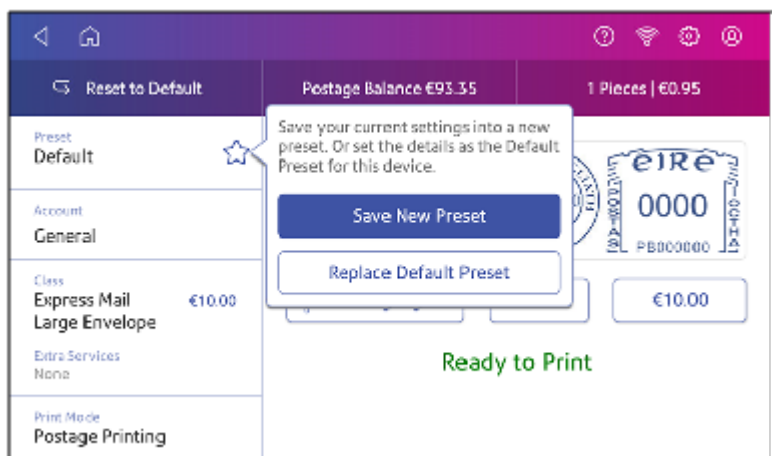 Reset to Default
Postage Balance €93.35
1 Pieces | €0.95
Preset
Default
Save your current settings into a new
preset. Or set the details as the Default
Preset for this device.
Save New Preset
Replace Default Preset
Account
General
Class
Express Mail
Large Envelope
€10.00
Extra Services
None
Print Mode
Postage Printing
éIRe
POSTAS
0000
IOCTHA
PB000000
€10.00
Ready to Print